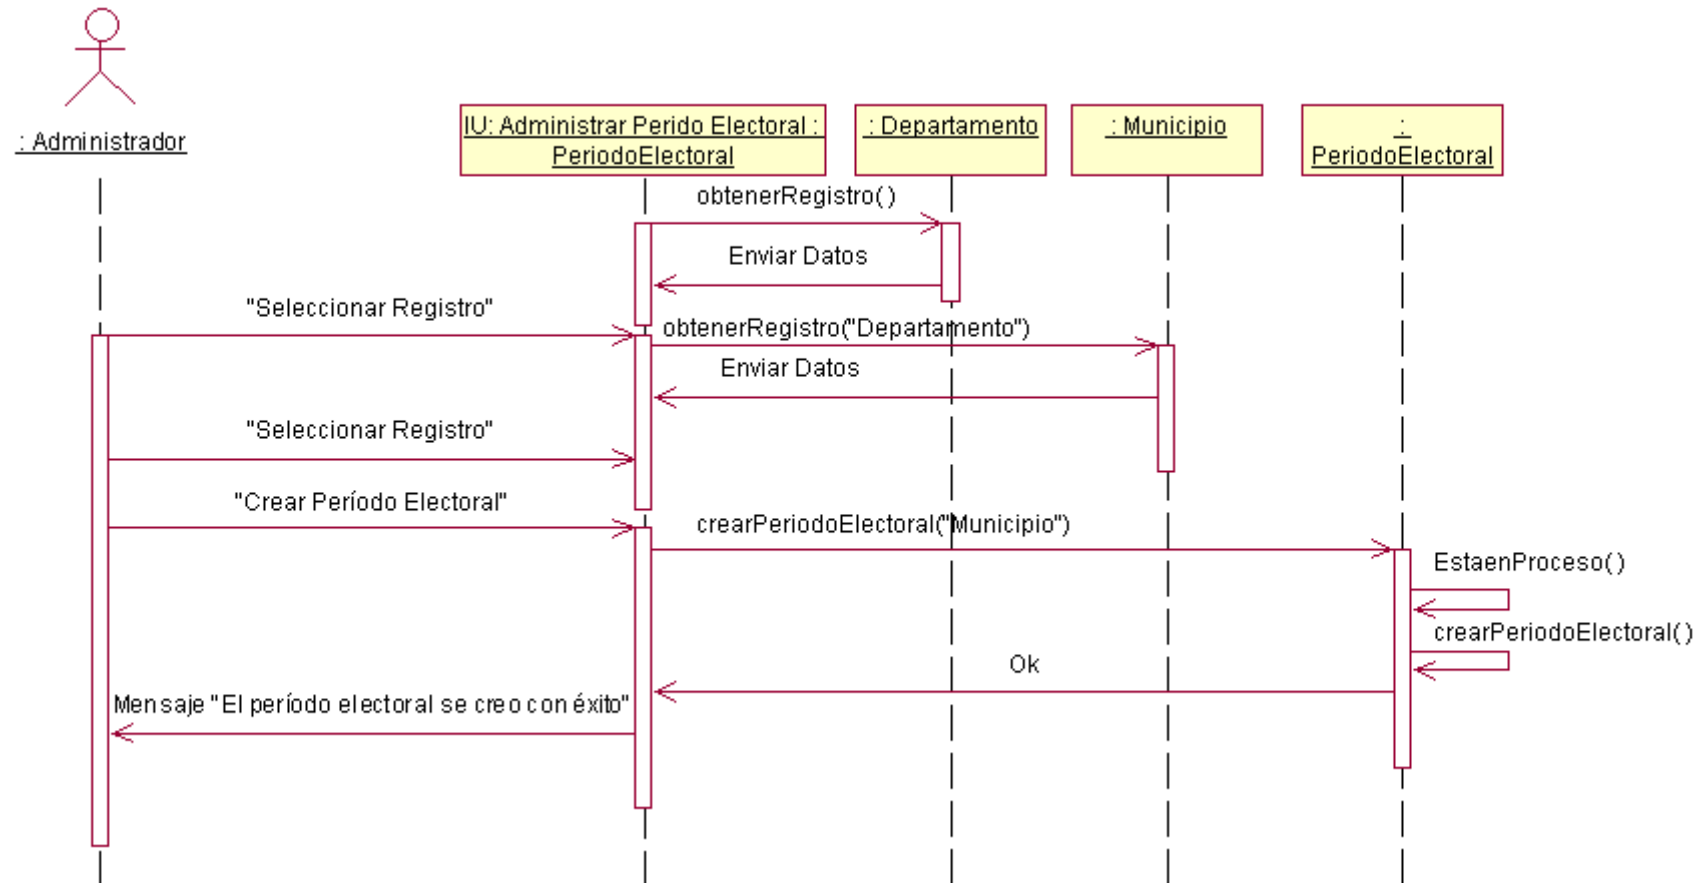 : Administrador
IU: Administrar Perido Electoral :
PeriodoElectoral
: Departamento
: Municipio
:
PeriodoElectoral
obtenerRegistro( )
Enviar Datos
"Seleccionar Registro"
obtenerRegistro("Departamento")
Enviar Datos
"Seleccionar Registro"
"Crear Período Electoral"
crearPeriodoElectoral("Municipio")
EstaenProceso( )
crearPeriodoElectoral( )
Ok
Mensaje "El período electoral se creo con éxito"